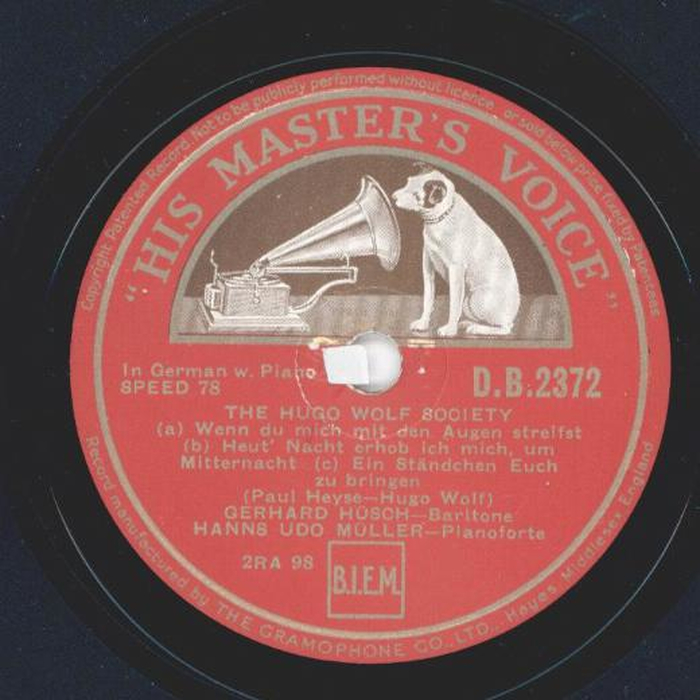 Copyright Patented Record. Not to be publicly performed without licence, or sold below price fixed by Patentees
"HIS MASTER'S VOICE"
In German w. Piano
SPEED 78
D.B.2372
THE HUGO WOLF SOCIETY
(a) Wenn du mich mit den Augen streifst
(b) Heut' Nacht erhob ich mich, um
Mitternacht (c) Ein Ständchen Euch
zu bringen
(Paul Heyse—Hugo Wolf)
GERHARD HÜSCH—Baritone
HANNS UDO MÜLLER—Pianoforte
2RA 98
B.I.E.M.
Record manufactured by THE GRAMOPHONE CO., LTD., Hayes, Middlesex, England